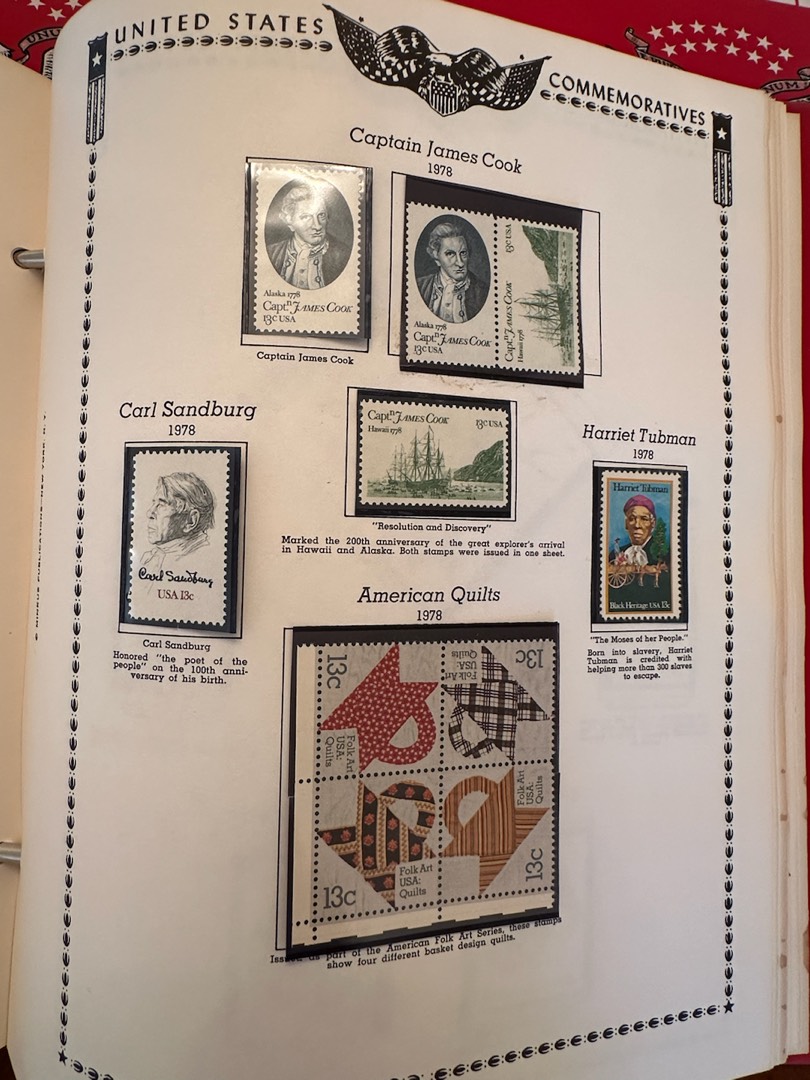 UNITED STATES
COMMEMORATIVES
Captain James Cook
1978
Alaska 1778
Captⁿ JAMES COOK
13c USA
Captain James Cook
Alaska 1778
Captⁿ JAMES COOK
13c USA
13c USA
Captⁿ JAMES COOK
Hawaii 1778
Captⁿ JAMES COOK
Hawaii 1778
13c USA
"Resolution and Discovery"
Marked the 200th anniversary of the great explorer's arrival
in Hawaii and Alaska. Both stamps were issued in one sheet.
Carl Sandburg
1978
Carl Sandburg
USA 13c
Carl Sandburg
Honored "the poet of the
people" on the 100th anni-
versary of his birth.
Harriet Tubman
1978
Harriet Tubman
Black Heritage USA 13c
"The Moses of her People."
Born into slavery, Harriet
Tubman is credited with
helping more than 300 slaves
to escape.
American Quilts
1978
13c
Folk Art
USA:
Quilts
13c
Folk Art
USA:
Quilts
13c
Folk Art
USA:
Quilts
13c
Folk Art
USA:
Quilts
as part of the American Folk Art Series, these stamps
show four different basket design quilts.
PUBLICATIONS—NEW YORK, N. Y.